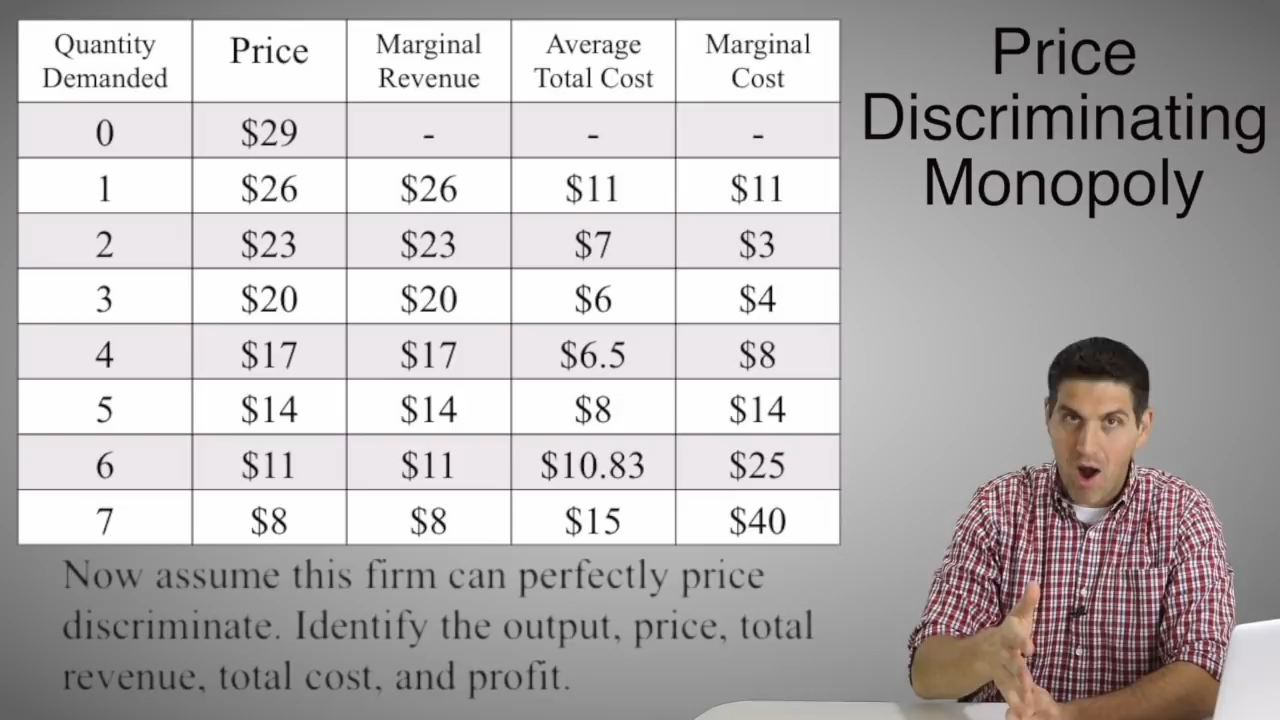 Quantity Demanded Price Marginal Revenue Average Total Cost Marginal Cost
0 $29 - - -
1 $26 $26 $11 $11
2 $23 $23 $7 $3
3 $20 $20 $6 $4
4 $17 $17 $6.5 $8
5 $14 $14 $8 $14
6 $11 $11 $10.83 $25
7 $8 $8 $15 $40
Now assume this firm can perfectly price
discriminate. Identify the output, price, total
revenue, total cost, and profit.
Price
Discriminating
Monopoly